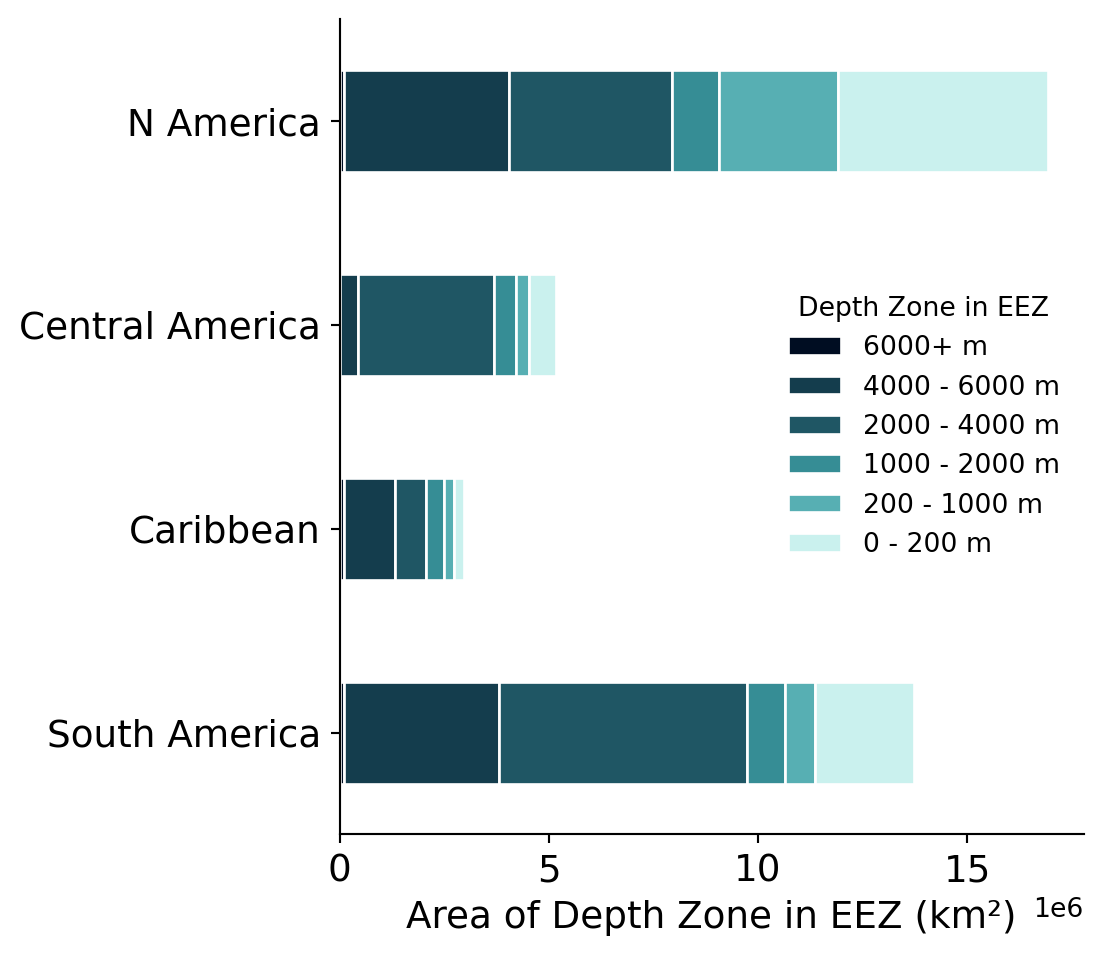 N America
Central America
Caribbean
South America
Depth Zone in EEZ
6000+ m
4000 - 6000 m
2000 - 4000 m
1000 - 2000 m
200 - 1000 m
0 - 200 m
0 5 10 15
Area of Depth Zone in EEZ (km²) 1e6